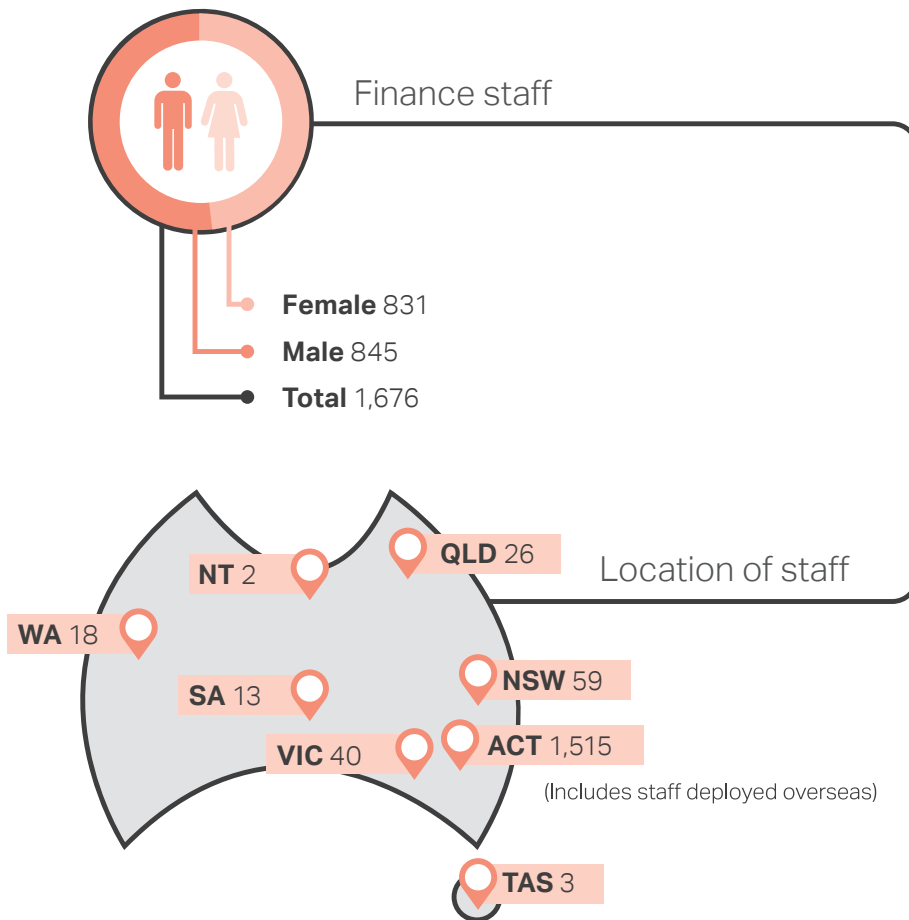 Finance staff
Female 831
Male 845
Total 1,676
QLD 26
NT 2
Location of staff
WA 18
NSW 59
SA 13
ACT 1,515
VIC 40
(Includes staff deployed overseas)
TAS 3